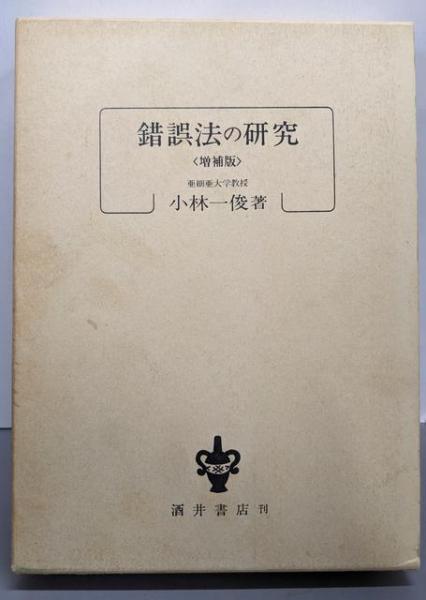 錯誤法の研究
〈増補版〉
亜細亜大学教授
小林一俊著
酒井書店 刊